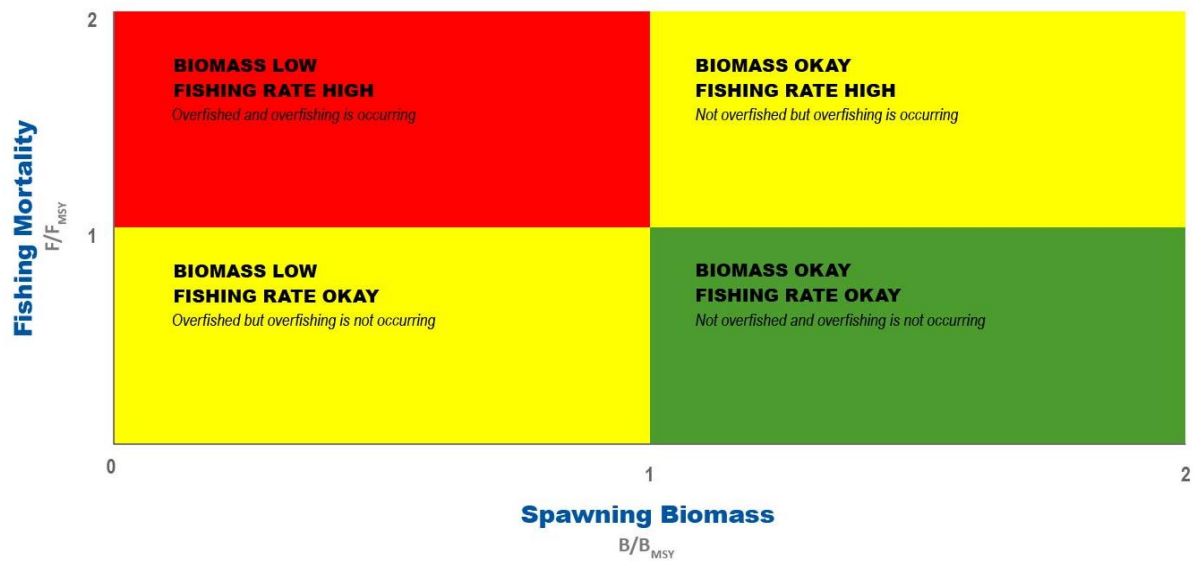 2
BIOMASS LOW
FISHING RATE HIGH
Overfished and overfishing is occurring
BIOMASS OKAY
FISHING RATE HIGH
Not overfished but overfishing is occurring
Fishing Mortality
F/FMSY
1
BIOMASS LOW
FISHING RATE OKAY
Overfished but overfishing is not occurring
BIOMASS OKAY
FISHING RATE OKAY
Not overfished and overfishing is not occurring
0
1
2
Spawning Biomass
B/BMSY